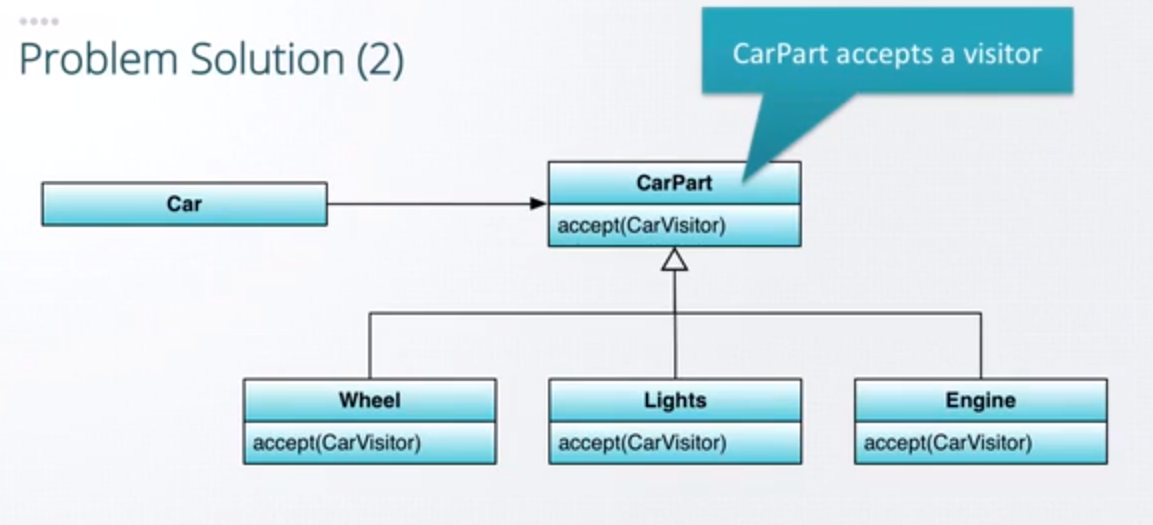 Problem Solution (2)
CarPart accepts a visitor
Car
CarPart
accept(CarVisitor)
Wheel
accept(CarVisitor)
Lights
accept(CarVisitor)
Engine
accept(CarVisitor)